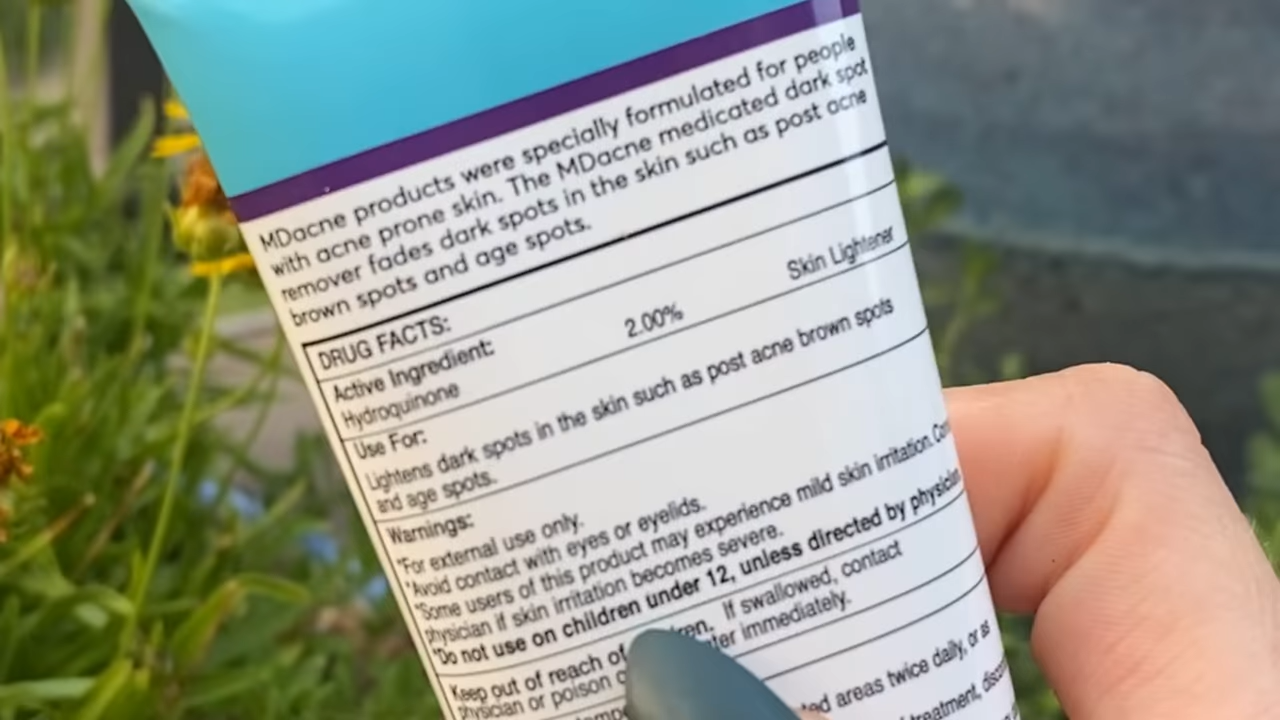 MDacne products were specially formulated for people
with acne prone skin. The MDacne medicated dark spot
remover fades dark spots in the skin such as post acne
brown spots and age spots.
DRUG FACTS:
Active Ingredient:
Hydroquinone 2.00% Skin Lightener
Use For:
Lightens dark spots in the skin such as post acne brown spots
and age spots.
Warnings:
*For external use only.
*Avoid contact with eyes or eyelids.
*Some users of this product may experience mild skin irritation.
physician if skin irritation becomes severe.
*Do not use on children under 12, unless directed by physician.
Keep out of reach of If swallowed, contact
physician or poison immediately.
areas twice daily, or as
treatment,